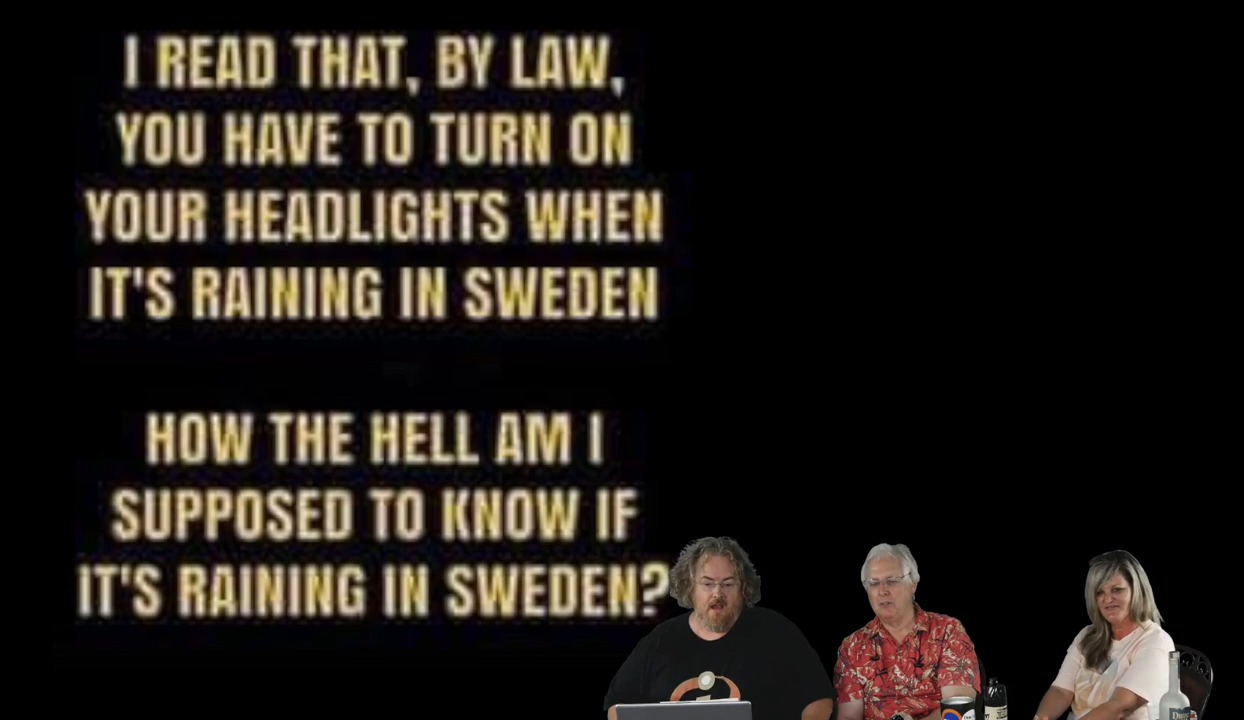 I READ THAT, BY LAW,
YOU HAVE TO TURN ON
YOUR HEADLIGHTS WHEN
IT'S RAINING IN SWEDEN
HOW THE HELL AM I
SUPPOSED TO KNOW IF
IT'S RAINING IN SWEDEN?